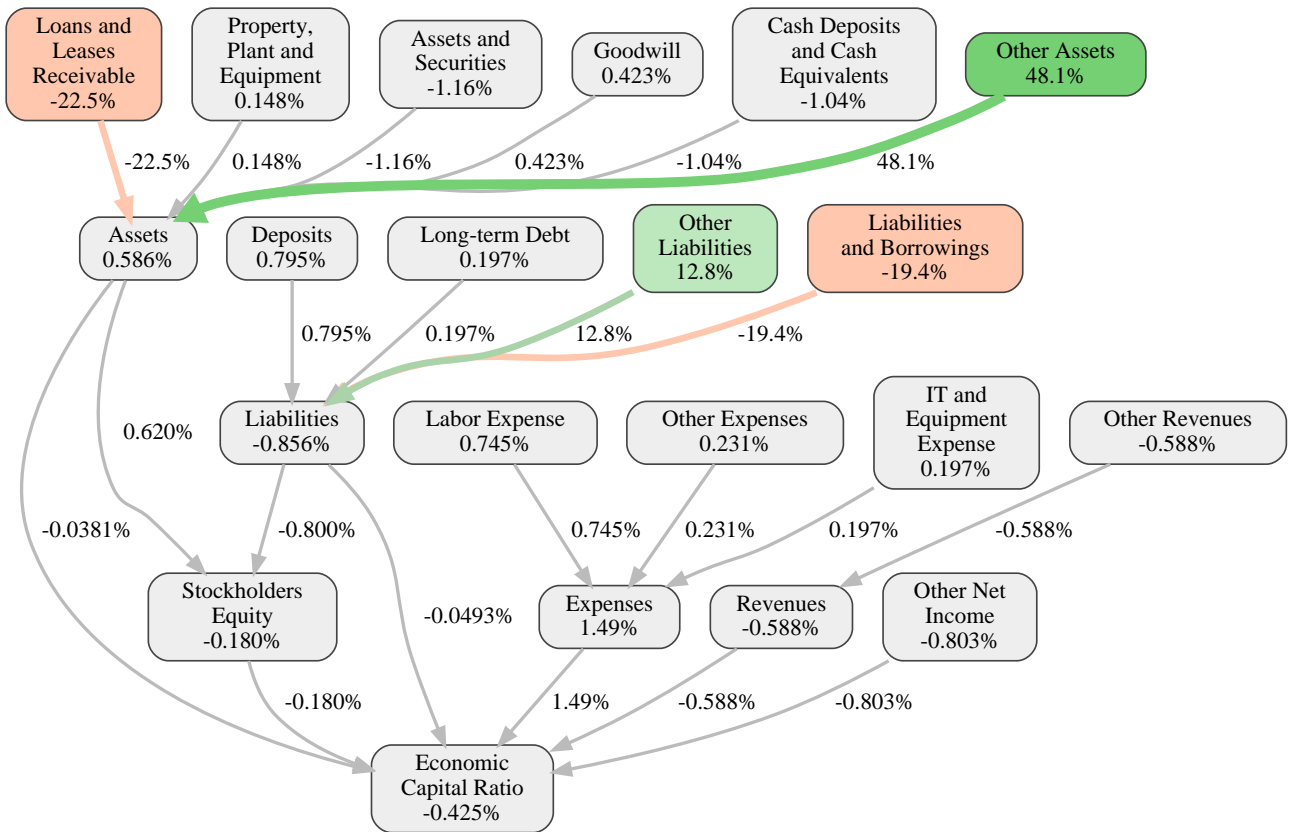 Loans and
Leases
Receivable
-22.5%
Property,
Plant and
Equipment
0.148%
Assets and
Securities
-1.16%
Goodwill
0.423%
Cash Deposits
and Cash
Equivalents
-1.04%
Other Assets
48.1%
-22.5%
0.148%
-1.16%
0.423%
-1.04%
48.1%
Assets
0.586%
Deposits
0.795%
Long-term Debt
0.197%
Other
Liabilities
12.8%
Liabilities
and Borrowings
-19.4%
0.795%
0.197%
12.8%
-19.4%
0.620%
Liabilities
-0.856%
Labor Expense
0.745%
Other Expenses
0.231%
IT and
Equipment
Expense
0.197%
Other Revenues
-0.588%
-0.0381%
-0.800%
0.745%
0.231%
0.197%
-0.588%
Stockholders
Equity
-0.180%
-0.0493%
Expenses
1.49%
Revenues
-0.588%
Other Net
Income
-0.803%
-0.180%
1.49%
-0.588%
-0.803%
Economic
Capital Ratio
-0.425%